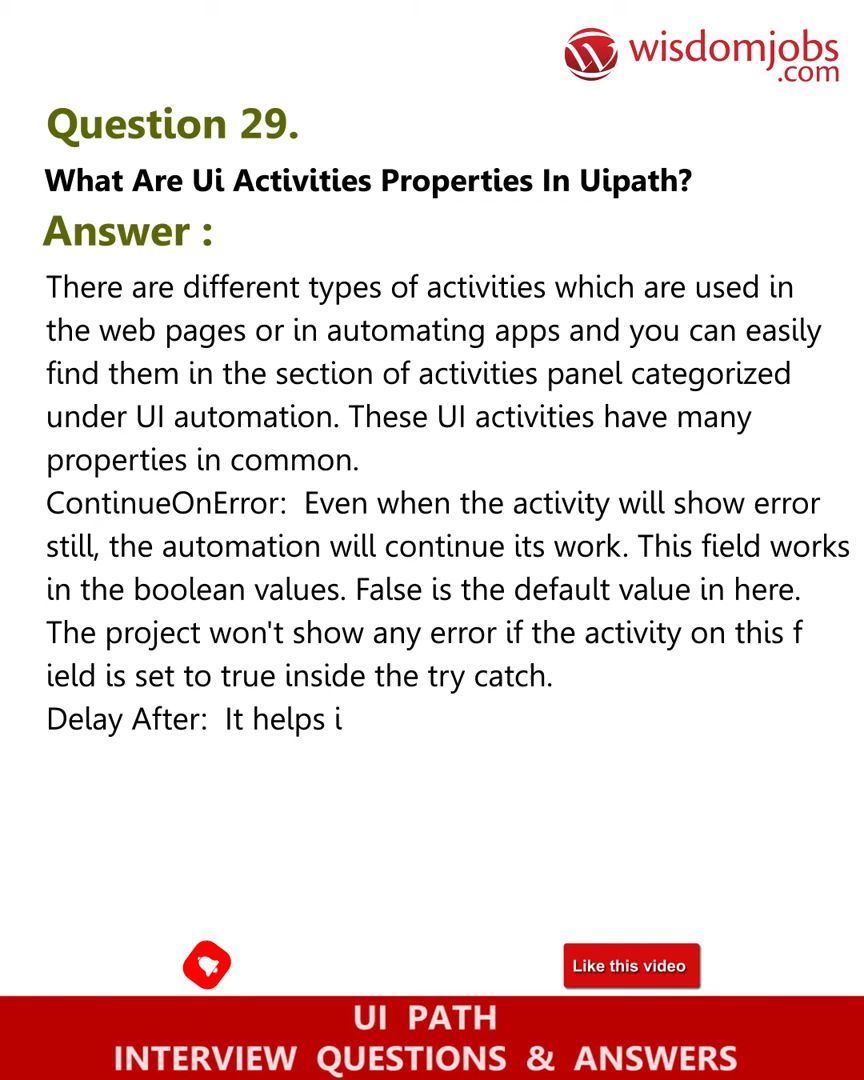 wisdomjobs
.com
Question 29.
What Are Ui Activities Properties In Uipath?
Answer :
There are different types of activities which are used in
the web pages or in automating apps and you can easily
find them in the section of activities panel categorized
under UI automation. These UI activities have many
properties in common.
ContinueOnError:  Even when the activity will show error
still, the automation will continue its work. This field works
in the boolean values. False is the default value in here.
The project won't show any error if the activity on this f
ield is set to true inside the try catch.
Delay After:  It helps i
Like this video
UI PATH
INTERVIEW QUESTIONS & ANSWERS